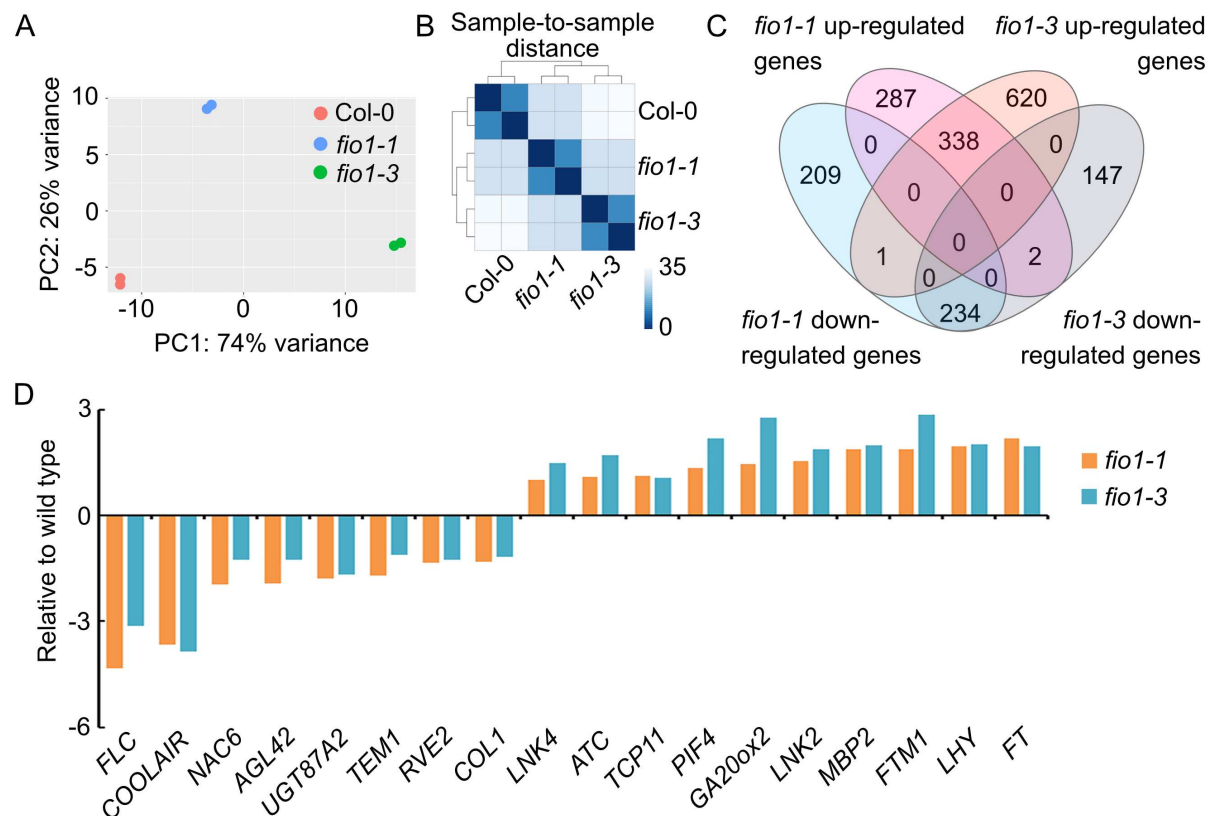 A
PC2: 26% variance
10
5
0
-5
-10
0
10
PC1: 74% variance
Col-0
fio1-1
fio1-3
B
Sample-to-sample
distance
Col-0
fio1-1
fio1-3
Col-0
fio1-1
fio1-3
35
0
C
fio1-1 up-regulated
genes
fio1-3 up-regulated
genes
287
620
0
338
0
209
147
0
0
0
1
2
0
0
234
fio1-1 down-
regulated genes
fio1-3 down-
regulated genes
D
Relative to wild type
3
0
-3
-6
fio1-1
fio1-3
FLC
COOLAIR
NAC6
AGL42
UGT87A2
TEM1
RVE2
COL1
LNK4
ATC
TCP11
PIF4
GA20ox2
LNK2
MBP2
FTM1
LHY
FT